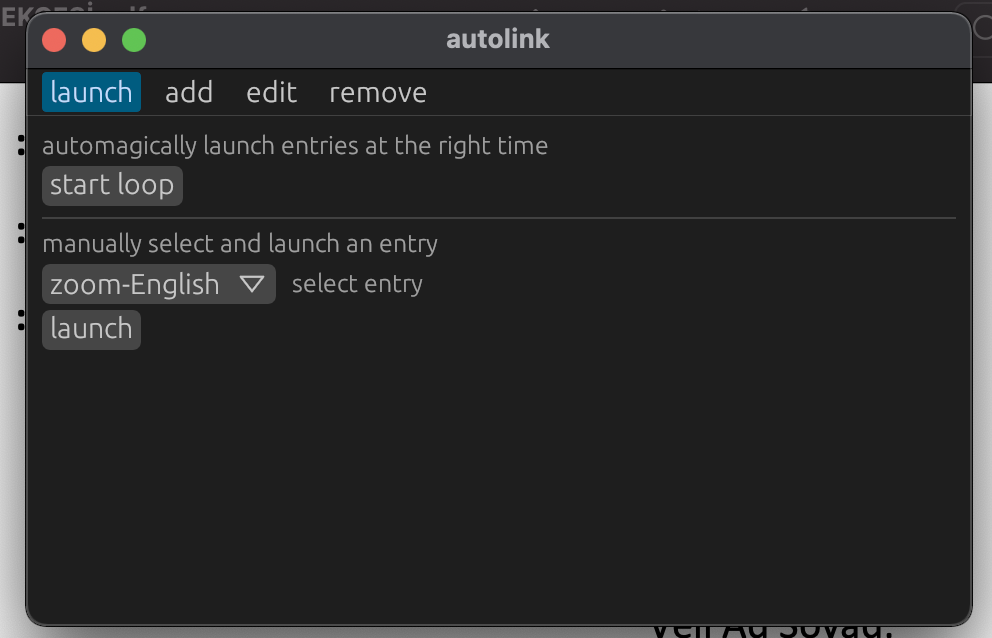 autolink
launch add edit remove
automagically launch entries at the right time
start loop
manually select and launch an entry
zoom-English select entry
launch